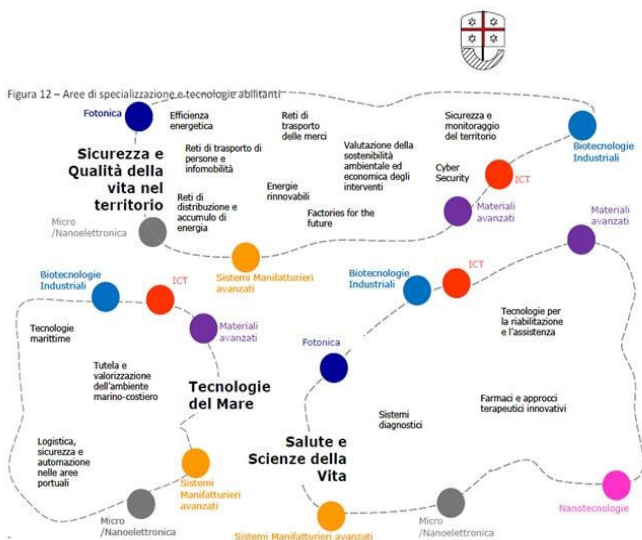 Figura 12 – Aree di specializzazione e tecnologie abilitanti
Fotonica
Efficienza
energetica
Reti di
trasporto
delle merci
Sicurezza e
monitoraggio
del territorio
Biotecnologie
Industriali
Sicurezza e
Qualità della
vita nel
territorio
Reti di trasporto di
persone e
infomobilità
Valutazione della
sostenibilità
ambientale ed
economica degli
interventi
Cyber
Security
ICT
Energie
rinnovabili
Reti di
distribuzione e
accumulo di
energia
Factories for the
future
Materiali
avanzati
Micro
/Nanoelettronica
Sistemi Manifatturieri
avanzati
Biotecnologie
Industriali
ICT
Materiali
avanzati
Tecnologie
marittime
Tutela e
valorizzazione
dell'ambiente
marino-costiero
Tecnologie
del Mare
Logistica,
sicurezza e
automazione
nelle aree
portuali
Sistemi
Manifatturieri
avanzati
Micro
/Nanoelettronica
Biotecnologie
Industriali
ICT
Materiali
avanzati
Fotonica
Tecnologie per
la riabilitazione
e l'assistenza
Farmaci e approcci
terapeutici innovativi
Sistemi
diagnostici
Salute e
Scienze della
Vita
Sistemi Manifatturieri avanzati
Micro
/Nanoelettronica
Nanotecnologie